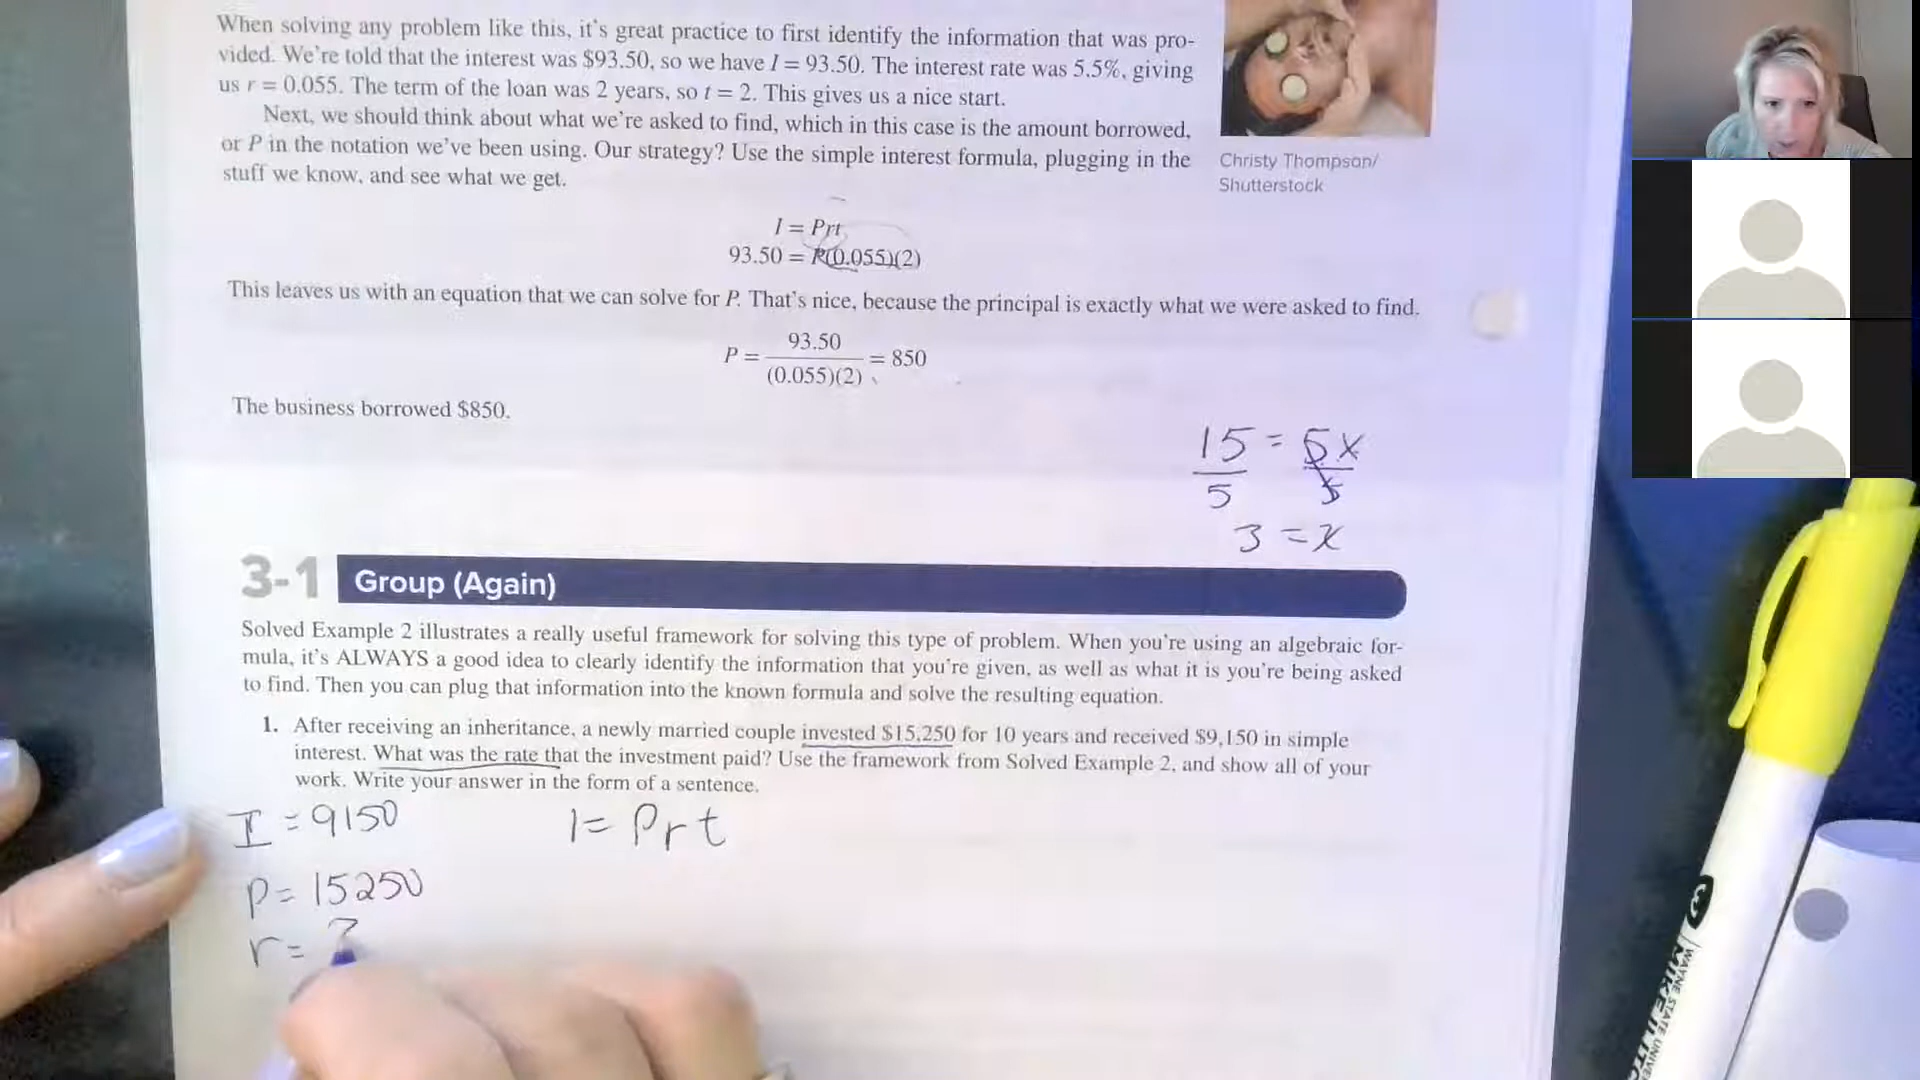 When solving any problem like this, it's great practice to first identify the information that was pro-
vided. We're told that the interest was $93.50, so we have I = 93.50. The interest rate was 5.5%, giving
us r = 0.055. The term of the loan was 2 years, so t = 2. This gives us a nice start.
Next, we should think about what we're asked to find, which in this case is the amount borrowed,
or P in the notation we've been using. Our strategy? Use the simple interest formula, plugging in the
stuff we know, and see what we get.
Christy Thompson/
Shutterstock
I = Prt
93.50 = P(0.055)(2)
This leaves us with an equation that we can solve for P. That's nice, because the principal is exactly what we were asked to find.
P = 93.50 / (0.055)(2) = 850
The business borrowed $850.
15 = 5x
5 5
3 = x
3-1 Group (Again)
Solved Example 2 illustrates a really useful framework for solving this type of problem. When you're using an algebraic for-
mula, it's ALWAYS a good idea to clearly identify the information that you're given, as well as what it is you're being asked
to find. Then you can plug that information into the known formula and solve the resulting equation.
1. After receiving an inheritance, a newly married couple invested $15,250 for 10 years and received $9,150 in simple
interest. What was the rate that the investment paid? Use the framework from Solved Example 2, and show all of your
work. Write your answer in the form of a sentence.
I = 9150
I = Prt
P = 15250
r = ?
WAYNE STATE